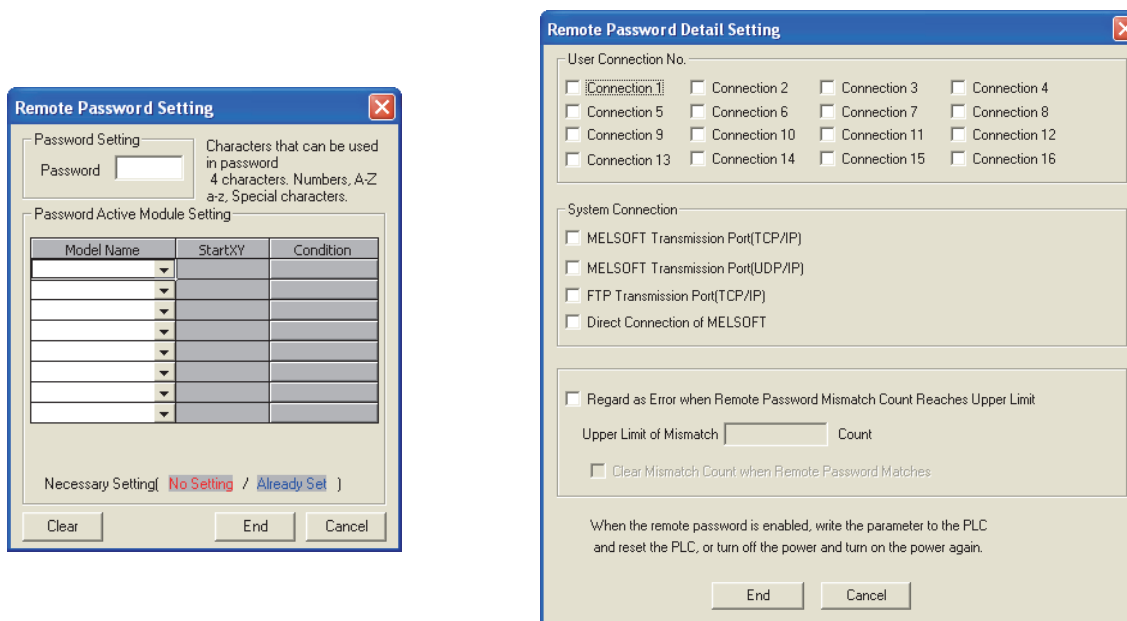 Remote Password Setting
Password Setting
Password
Characters that can be used
in password
4 characters. Numbers, A-Z
a-z, Special characters.
Password Active Module Setting
Model Name StartXY Condition
Necessary Setting( No Setting / Already Set )
Clear End Cancel
Remote Password Detail Setting
User Connection No.
Connection 1 Connection 2 Connection 3 Connection 4
Connection 5 Connection 6 Connection 7 Connection 8
Connection 9 Connection 10 Connection 11 Connection 12
Connection 13 Connection 14 Connection 15 Connection 16
System Connection
MELSOFT Transmission Port(TCP/IP)
MELSOFT Transmission Port(UDP/IP)
FTP Transmission Port(TCP/IP)
Direct Connection of MELSOFT
Regard as Error when Remote Password Mismatch Count Reaches Upper Limit
Upper Limit of Mismatch Count
Clear Mismatch Count when Remote Password Matches
When the remote password is enabled, write the parameter to the PLC
and reset the PLC, or turn off the power and turn on the power again.
End Cancel